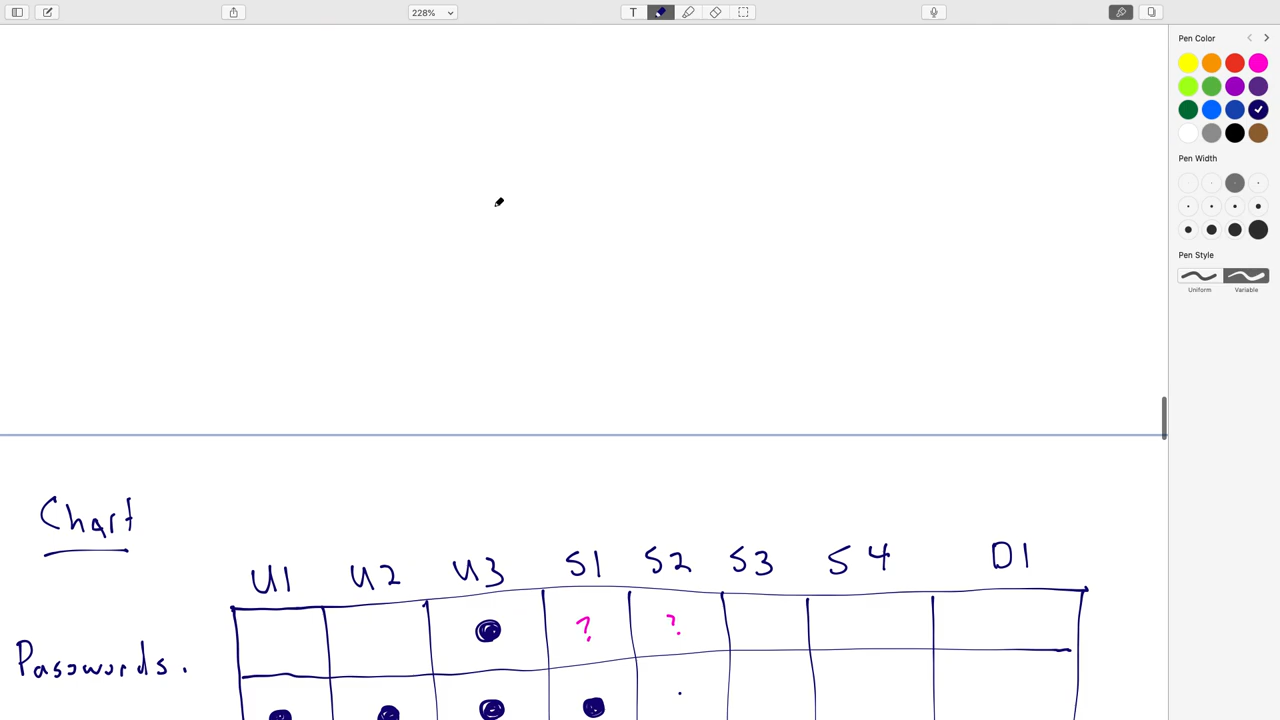 228%
T
Pen Color
Pen Width
Pen Style
Uniform Variable
Chart
U1 U2 U3 S1 S2 S3 S4 D1
? ?
Passwords.